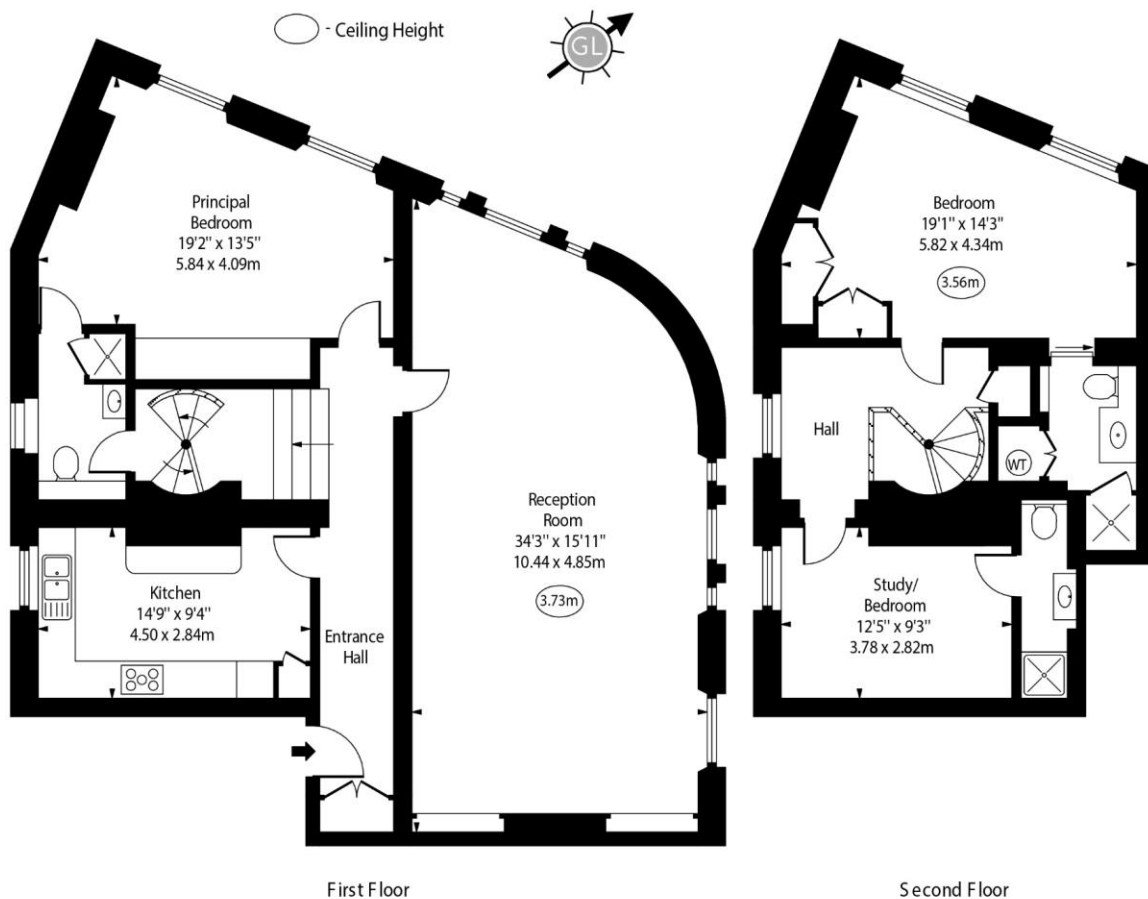 - Ceiling Height
GL
Principal
Bedroom
19'2" x 13'5"
5.84 x 4.09m
Reception
Room
34'3" x 15'11"
10.44 x 4.85m
3.73m
Kitchen
14'9" x 9'4"
4.50 x 2.84m
Entrance
Hall
First Floor
Bedroom
19'1" x 14'3"
5.82 x 4.34m
3.56m
Hall
WT
Study/
Bedroom
12'5" x 9'3"
3.78 x 2.82m
Second Floor